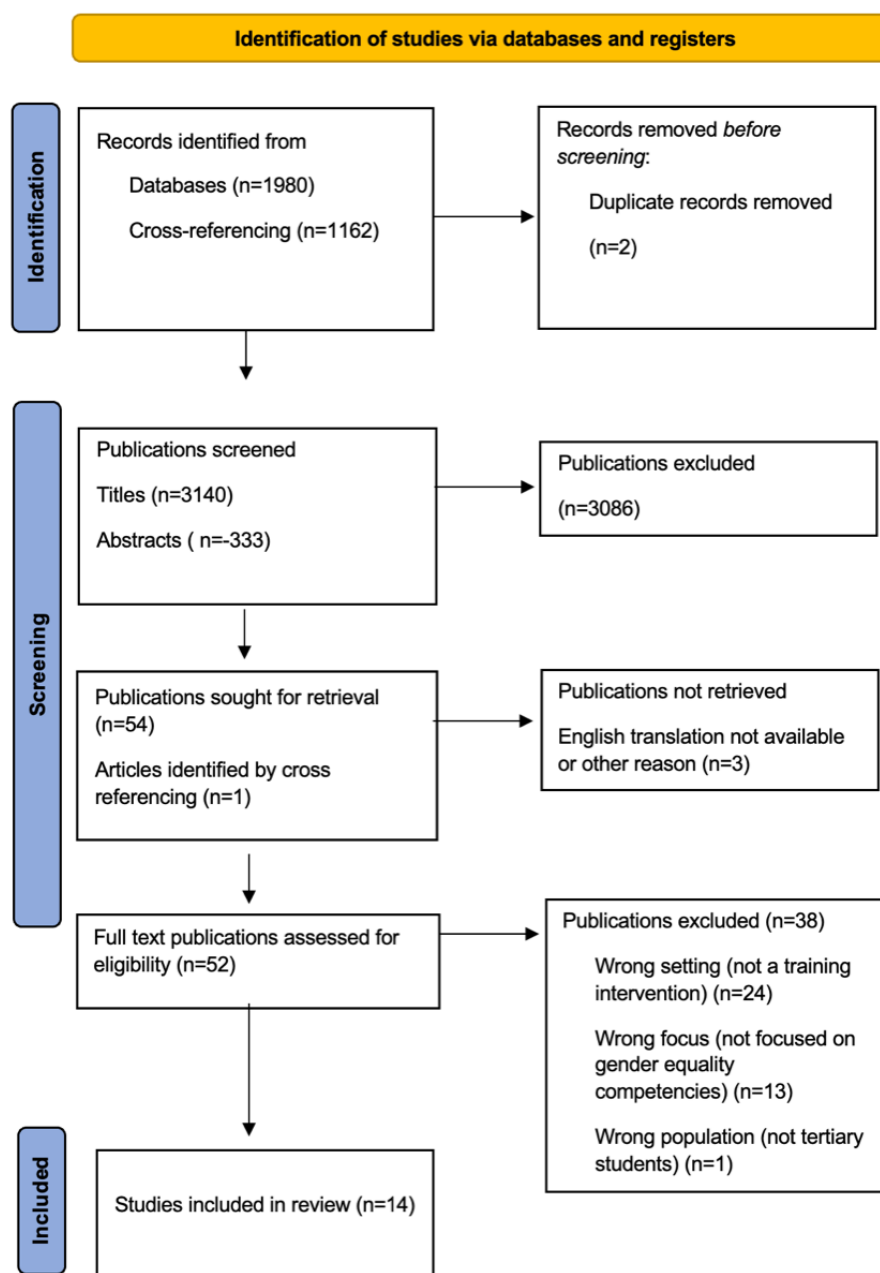 Identification of studies via databases and registers
Identification
Records identified from
Databases (n=1980)
Cross-referencing (n=1162)
Records removed before
screening:
Duplicate records removed
(n=2)
Screening
Publications screened
Titles (n=3140)
Abstracts ( n=-333)
Publications excluded
(n=3086)
Publications sought for retrieval
(n=54)
Articles identified by cross
referencing (n=1)
Publications not retrieved
English translation not available
or other reason (n=3)
Full text publications assessed for
eligibility (n=52)
Publications excluded (n=38)
Wrong setting (not a training
intervention) (n=24)
Wrong focus (not focused on
gender equality
competencies) (n=13)
Wrong population (not tertiary
students) (n=1)
Included
Studies included in review (n=14)